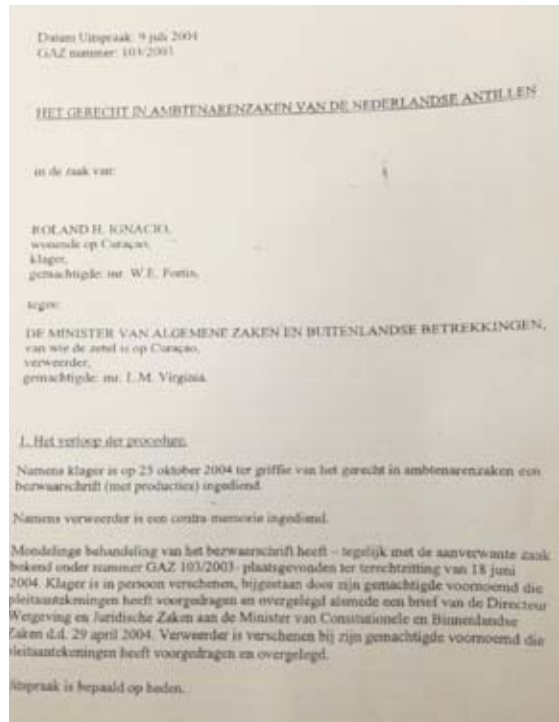 Datum Uitspraak: 9 juli 2004
GAZ nummer: 103/2003
HET GERECHT IN AMBTENARENZAKEN VAN DE NEDERLANDSE ANTILLEN
in de zaak van:
ROLAND H. IGNACIO,
wonende op Curaçao,
klager,
gemachtigde: mr. W.E. Fortin,
tegen:
DE MINISTER VAN ALGEMENE ZAKEN EN BUITENLANDSE BETREKKINGEN,
van wie de zetel is op Curaçao,
verweerder,
gemachtigde: mr. L.M. Virginia.
1. Het verloop der procedure.
Namens klager is op 25 oktober 2004 ter griffie van het gerecht in ambtenarenzaken een
bezwaarschrift (met producties) ingediend.
Namens verweerder is een contra-memorie ingediend.
Mondelinge behandeling van het bezwaarschrift heeft – tegelijk met de aanverwante zaak
bekend onder nummer GAZ 103/2003- plaatsgevonden ter terechtzitting van 18 juni
2004. Klager is in persoon verschenen, bijgestaan door zijn gemachtigde voornoemd die
pleitaantekeningen heeft voorgedragen en overgelegd alsmede een brief van de Directeur
Wetgeving en Juridische Zaken aan de Minister van Constitutionele en Binnenlandse
Zaken d.d. 29 april 2004. Verweerder is verschenen bij zijn gemachtigde voornoemd die
pleitaantekeningen heeft voorgedragen en overgelegd.
Uitspraak is bepaald op heden.